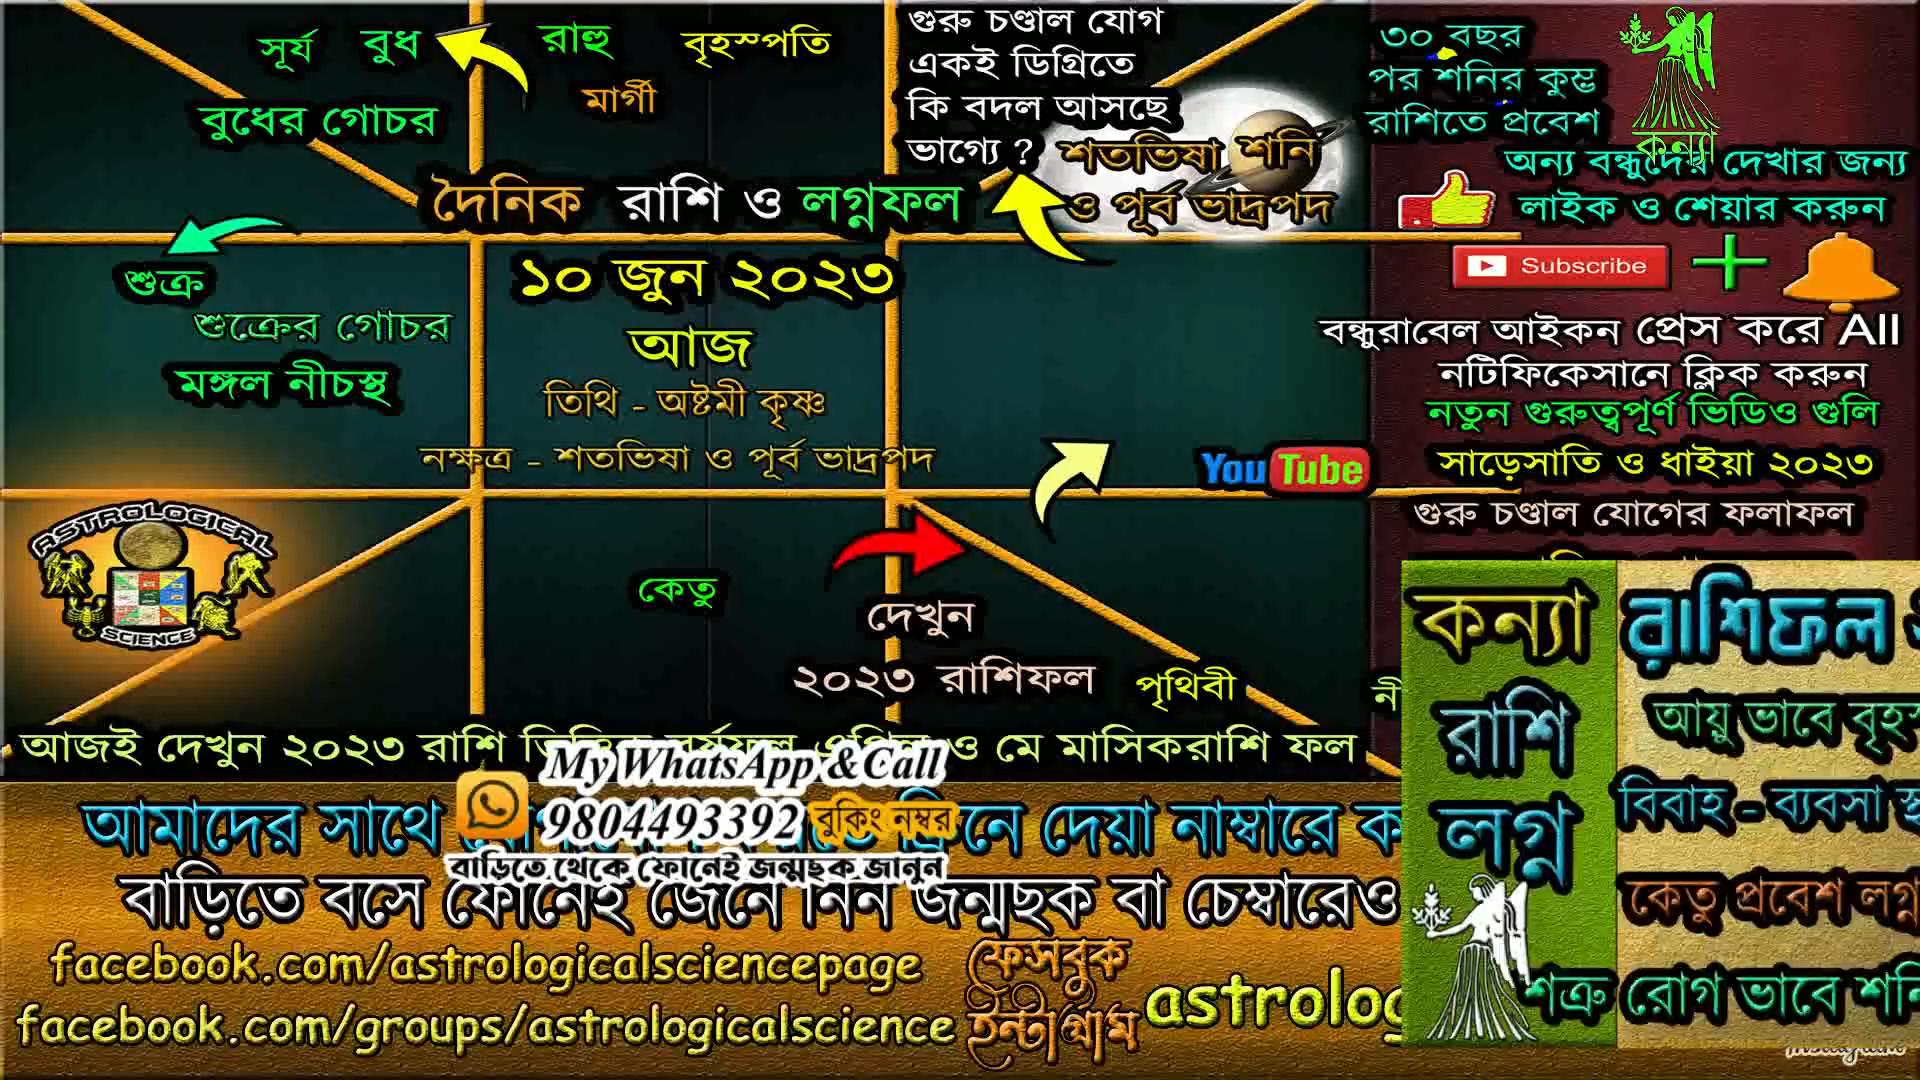 সূর্য বুধ রাহু বৃহস্পতি
মার্গী
বুধের গোচর
গুরু চণ্ডাল যোগ
একই ডিগ্রিতে
কি বদল আসছে
ভাগ্যে ?
শতভিষা শনি
ও পূর্ব ভাদ্রপদ
৩০ বছর
পর শনির কুম্ভ
রাশিতে প্রবেশ
কন্যা
অন্য বন্ধুদের দেখার জন্য
লাইক ও শেয়ার করুন
Subscribe
বন্ধুরাবেল আইকন প্রেস করে All
নটিফিকেসানে ক্লিক করুন
নতুন গুরুত্বপূর্ণ ভিডিও গুলি
সাড়েসাতি ও ধাইয়া ২০২৩
গুরু চণ্ডাল যোগের ফলাফল
দৈনিক রাশি ও লগ্নফল
১০ জুন ২০২৩
আজ
তিথি - অষ্টমী কৃষ্ণ
নক্ষত্র - শতভিষা ও পূর্ব ভাদ্রপদ
শুক্র
শুক্রের গোচর
মঙ্গল নীচস্থ
YouTube
ASTROLOGICAL
SCIENCE
কেতু
দেখুন
২০২৩ রাশিফল
পৃথিবী
আজই দেখুন ২০২৩ রাশি ও মে মাসিকরাশি ফল
My WhatsApp & Call
9804493392 বুকিং নম্বর
বাড়িতে থেকে ফোনেই জন্মছক জানুন
আমাদের সাথে দেয়া নাম্বারে
বাড়িতে বসে ফোনেই জেনে নিন জন্মছক বা চেম্বারেও
facebook.com/astrologicalsciencepage
facebook.com/groups/astrologicalscience
ফেসবুক
ইন্টাগ্রাম
astrolog
কন্যা
রাশি
লগ্ন
রাশিফল
আয়ু ভাবে
বিবাহ - ব্যবসা
কেতু প্রবেশ লগ্ন
শত্রু রোগ ভাবে শনি